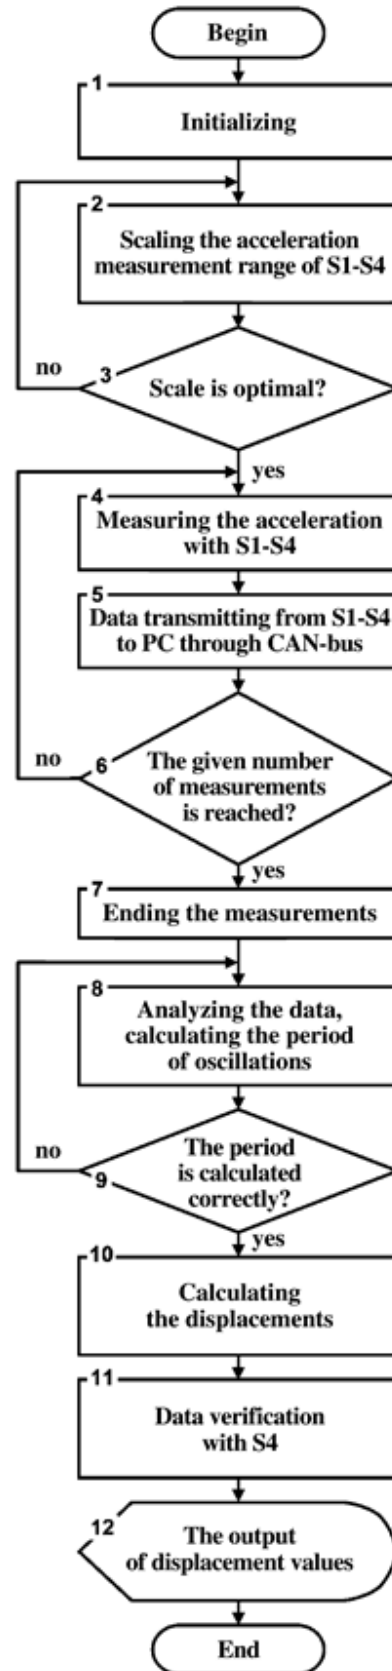 Begin
1
Initializing
2
Scaling the acceleration
measurement range of S1-S4
no
3
Scale is optimal?
yes
4
Measuring the acceleration
with S1-S4
5
Data transmitting from S1-S4
to PC through CAN-bus
no
6
The given number
of measurements
is reached?
yes
7
Ending the measurements
8
Analyzing the data,
calculating the period
of oscillations
no
The period
is calculated
9
correctly?
yes
10
Calculating
the displacements
11
Data verification
with S4
12
The output
of displacement values
End